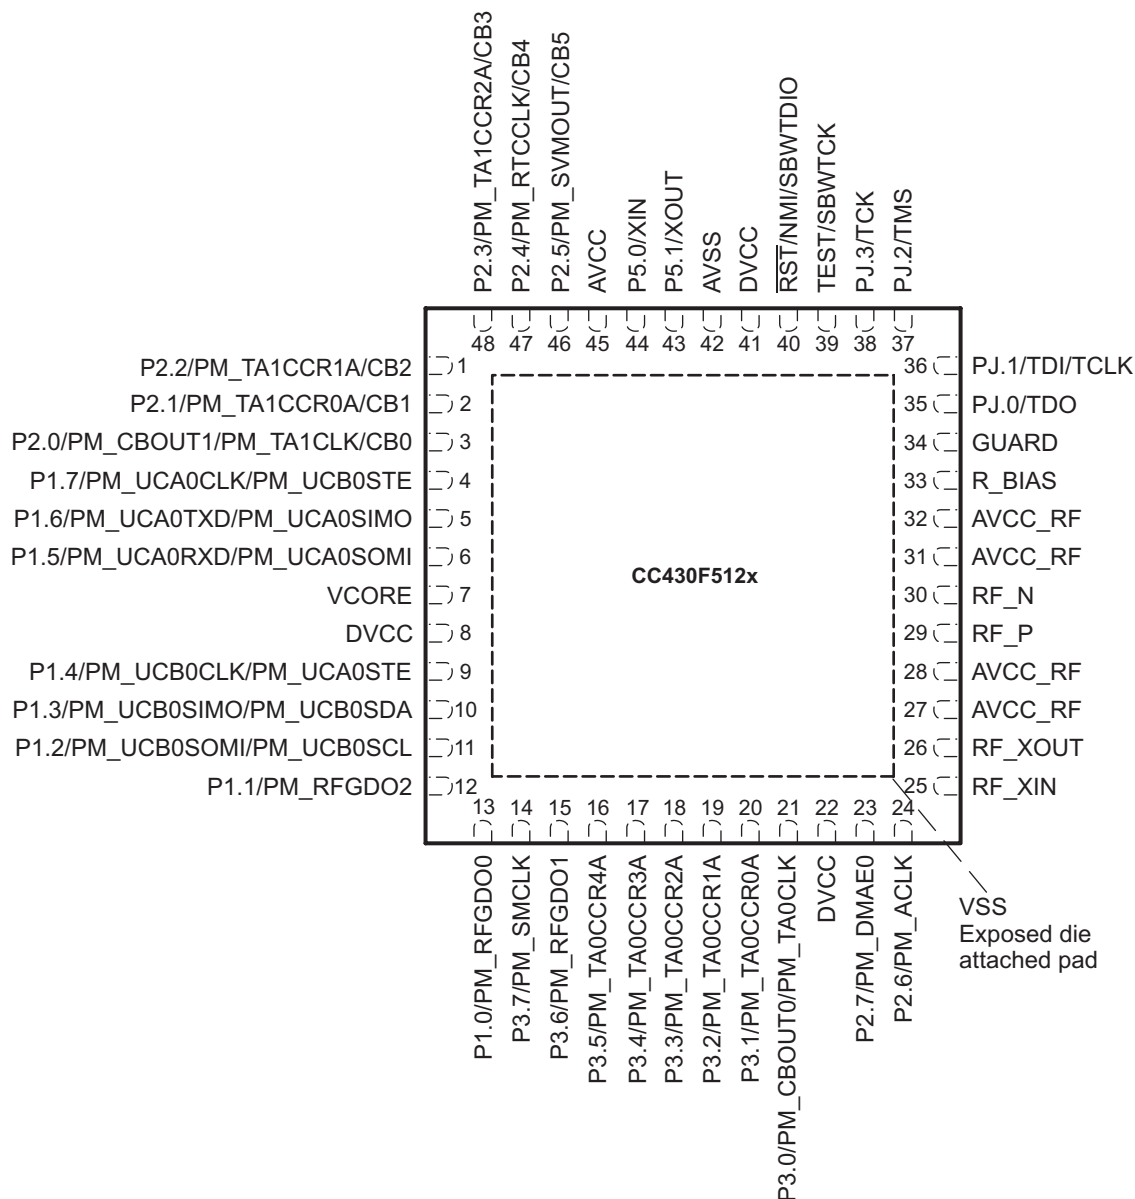 P2.3/PM_TA1CCR2A/CB3
P2.4/PM_RTCCLK/CB4
P2.5/PM_SVMOUT/CB5
AVCC
P5.0/XIN
P5.1/XOUT
AVSS
DVCC
RST/NMI/SBWTDIO
TEST/SBWTCK
PJ.3/TCK
PJ.2/TMS
48 47 46 45 44 43 42 41 40 39 38 37
P2.2/PM_TA1CCR1A/CB2 1
P2.1/PM_TA1CCR0A/CB1 2
P2.0/PM_CBOUT1/PM_TA1CLK/CB0 3
P1.7/PM_UCA0CLK/PM_UCB0STE 4
P1.6/PM_UCA0TXD/PM_UCA0SIMO 5
P1.5/PM_UCA0RXD/PM_UCA0SOMI 6
VCORE 7
DVCC 8
P1.4/PM_UCB0CLK/PM_UCA0STE 9
P1.3/PM_UCB0SIMO/PM_UCB0SDA 10
P1.2/PM_UCB0SOMI/PM_UCB0SCL 11
P1.1/PM_RFGDO2 12
CC430F512x
36 PJ.1/TDI/TCLK
35 PJ.0/TDO
34 GUARD
33 R_BIAS
32 AVCC_RF
31 AVCC_RF
30 RF_N
29 RF_P
28 AVCC_RF
27 AVCC_RF
26 RF_XOUT
25 RF_XIN
13 14 15 16 17 18 19 20 21 22 23 24
P1.0/PM_RFGDO0
P3.7/PM_SMCLK
P3.6/PM_RFGDO1
P3.5/PM_TA0CCR4A
P3.4/PM_TA0CCR3A
P3.3/PM_TA0CCR2A
P3.2/PM_TA0CCR1A
P3.1/PM_TA0CCR0A
P3.0/PM_CBOUT0/PM_TA0CLK
DVCC
P2.7/PM_DMAE0
P2.6/PM_ACLK
VSS
Exposed die
attached pad